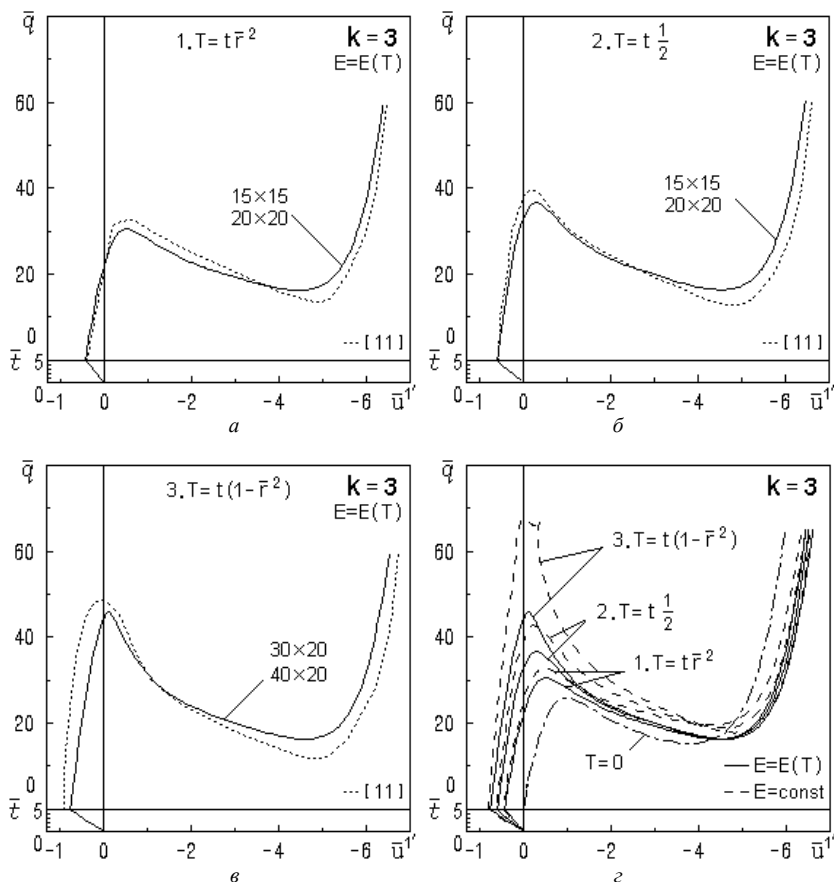 q̄
1.T=tr̄²
k=3
E=E(T)
60
15×15
40
20×20
20
0
t̄ 5
--- [11]
0 -1 0 -2 -4 -6 ū¹'
а
q̄
2.T=t 1/2
k=3
E=E(T)
60
15×15
40
20×20
20
0
t̄ 5
--- [11]
0 -1 0 -2 -4 -6 ū¹'
б
q̄
3.T=t(1-r̄²)
k=3
E=E(T)
60
40
30×20
40×20
20
0
t̄ 5
--- [11]
0 -1 0 -2 -4 -6 ū¹'
в
q̄
k=3
60
3.T=t(1-r̄²)
2.T=t 1/2
40
1.T=tr̄²
20
T=0
E=E(T)
0
E=const
t̄ 5
0 -1 0 -2 -4 -6 ū¹'
г